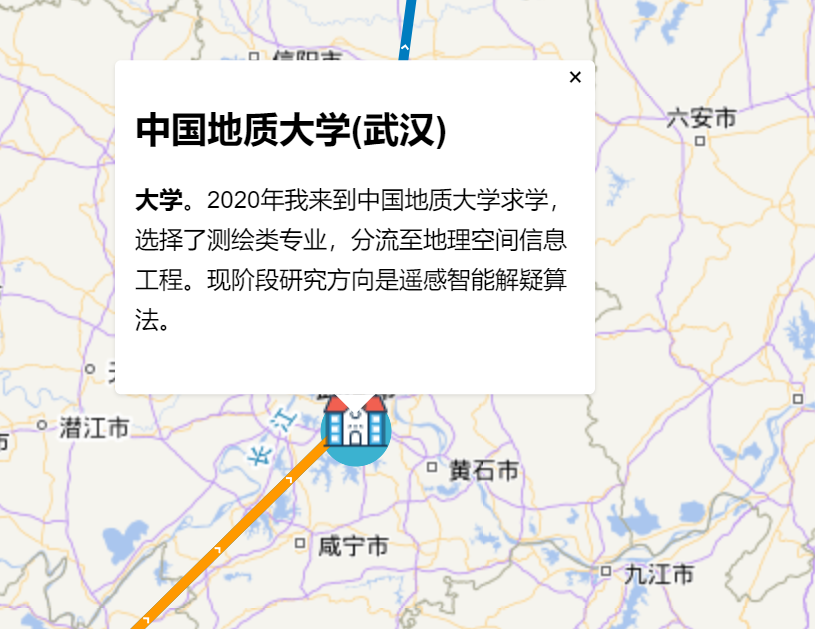 信阳市
×
六安市
中国地质大学(武汉)
大学。2020年我来到中国地质大学求学，
选择了测绘类专业，分流至地理空间信息
工程。现阶段研究方向是遥感智能解疑算
法。
潜江市
长江
黄石市
咸宁市
九江市